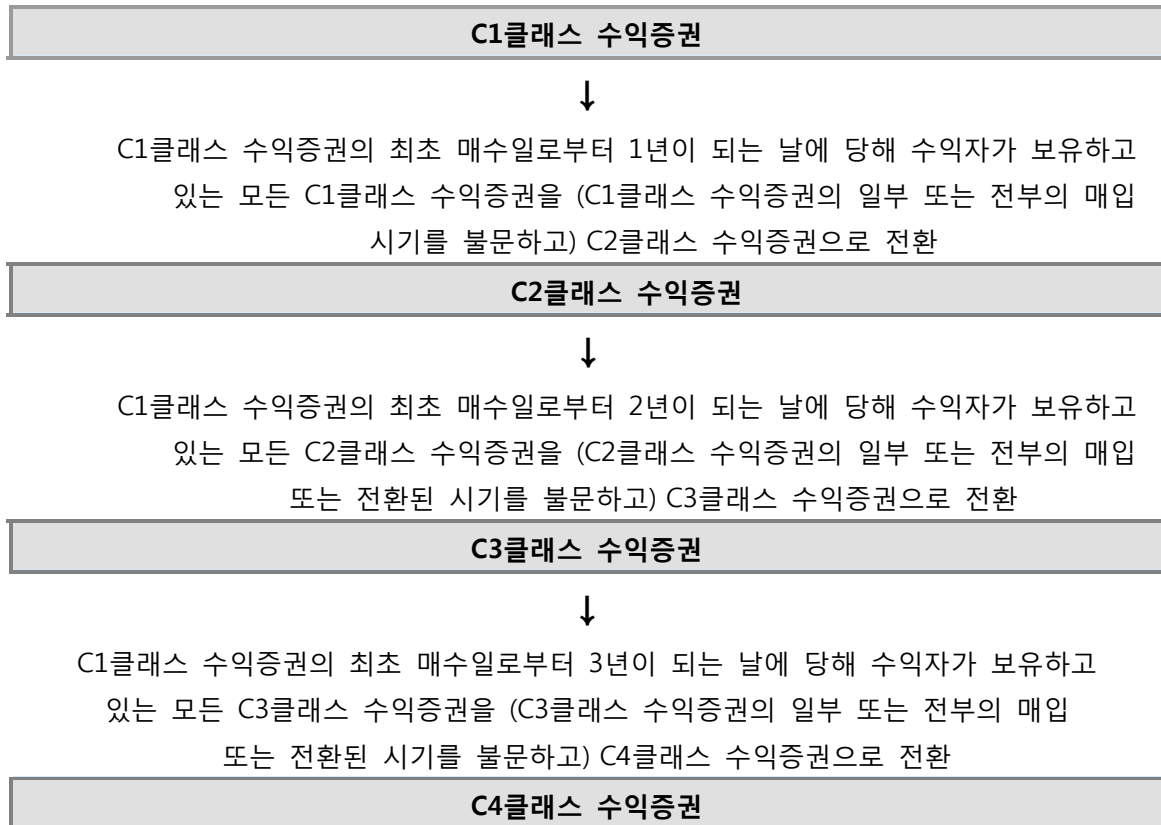 C1클래스 수익증권
↓
C1클래스 수익증권의 최초 매수일로부터 1년이 되는 날에 당해 수익자가 보유하고
있는 모든 C1클래스 수익증권을 (C1클래스 수익증권의 일부 또는 전부의 매입
시기를 불문하고) C2클래스 수익증권으로 전환
C2클래스 수익증권
↓
C1클래스 수익증권의 최초 매수일로부터 2년이 되는 날에 당해 수익자가 보유하고
있는 모든 C2클래스 수익증권을 (C2클래스 수익증권의 일부 또는 전부의 매입
또는 전환된 시기를 불문하고) C3클래스 수익증권으로 전환
C3클래스 수익증권
↓
C1클래스 수익증권의 최초 매수일로부터 3년이 되는 날에 당해 수익자가 보유하고
있는 모든 C3클래스 수익증권을 (C3클래스 수익증권의 일부 또는 전부의 매입
또는 전환된 시기를 불문하고) C4클래스 수익증권으로 전환
C4클래스 수익증권